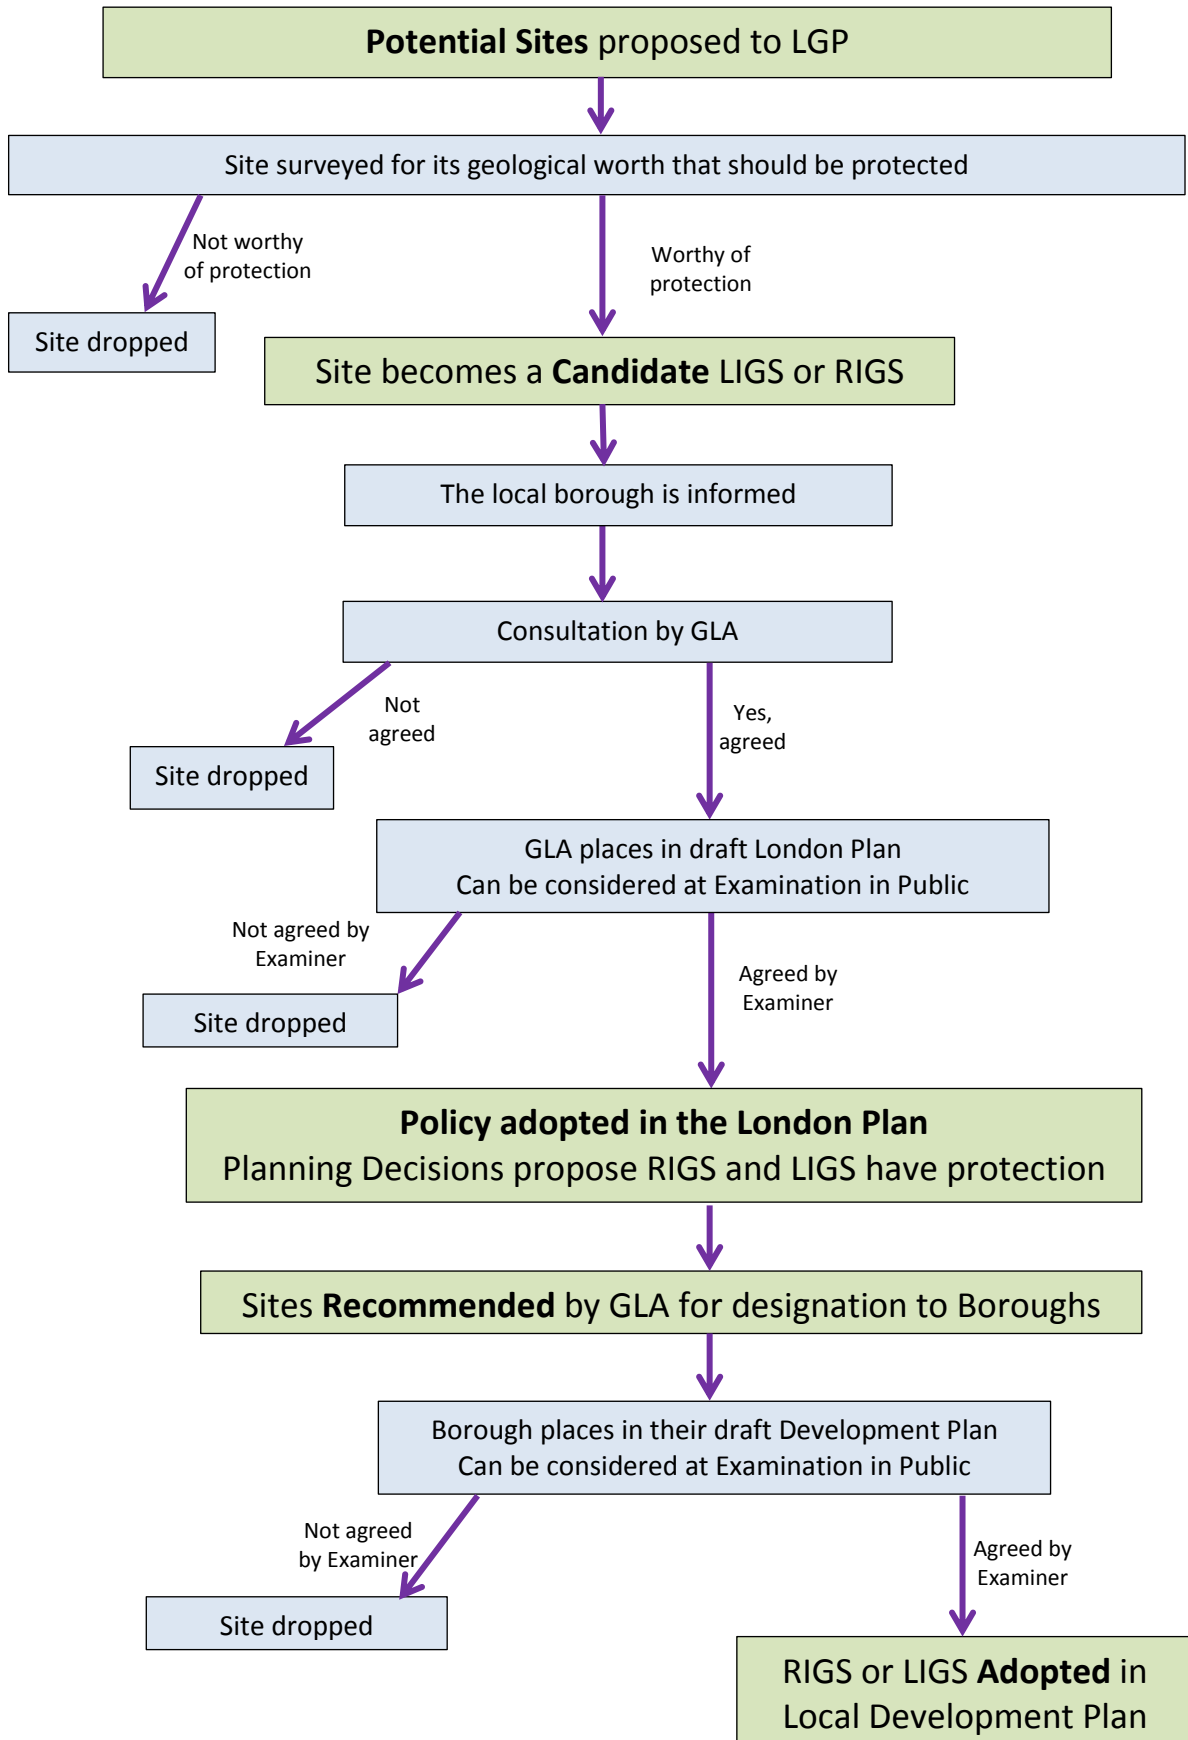 Potential Sites proposed to LGP
Site surveyed for its geological worth that should be protected
Not worthy
of protection
Worthy of
protection
Site dropped
Site becomes a Candidate LIGS or RIGS
The local borough is informed
Consultation by GLA
Not
agreed
Yes,
agreed
Site dropped
GLA places in draft London Plan
Can be considered at Examination in Public
Not agreed by
Examiner
Agreed by
Examiner
Site dropped
Policy adopted in the London Plan
Planning Decisions propose RIGS and LIGS have protection
Sites Recommended by GLA for designation to Boroughs
Borough places in their draft Development Plan
Can be considered at Examination in Public
Not agreed
by Examiner
Agreed by
Examiner
Site dropped
RIGS or LIGS Adopted in
Local Development Plan